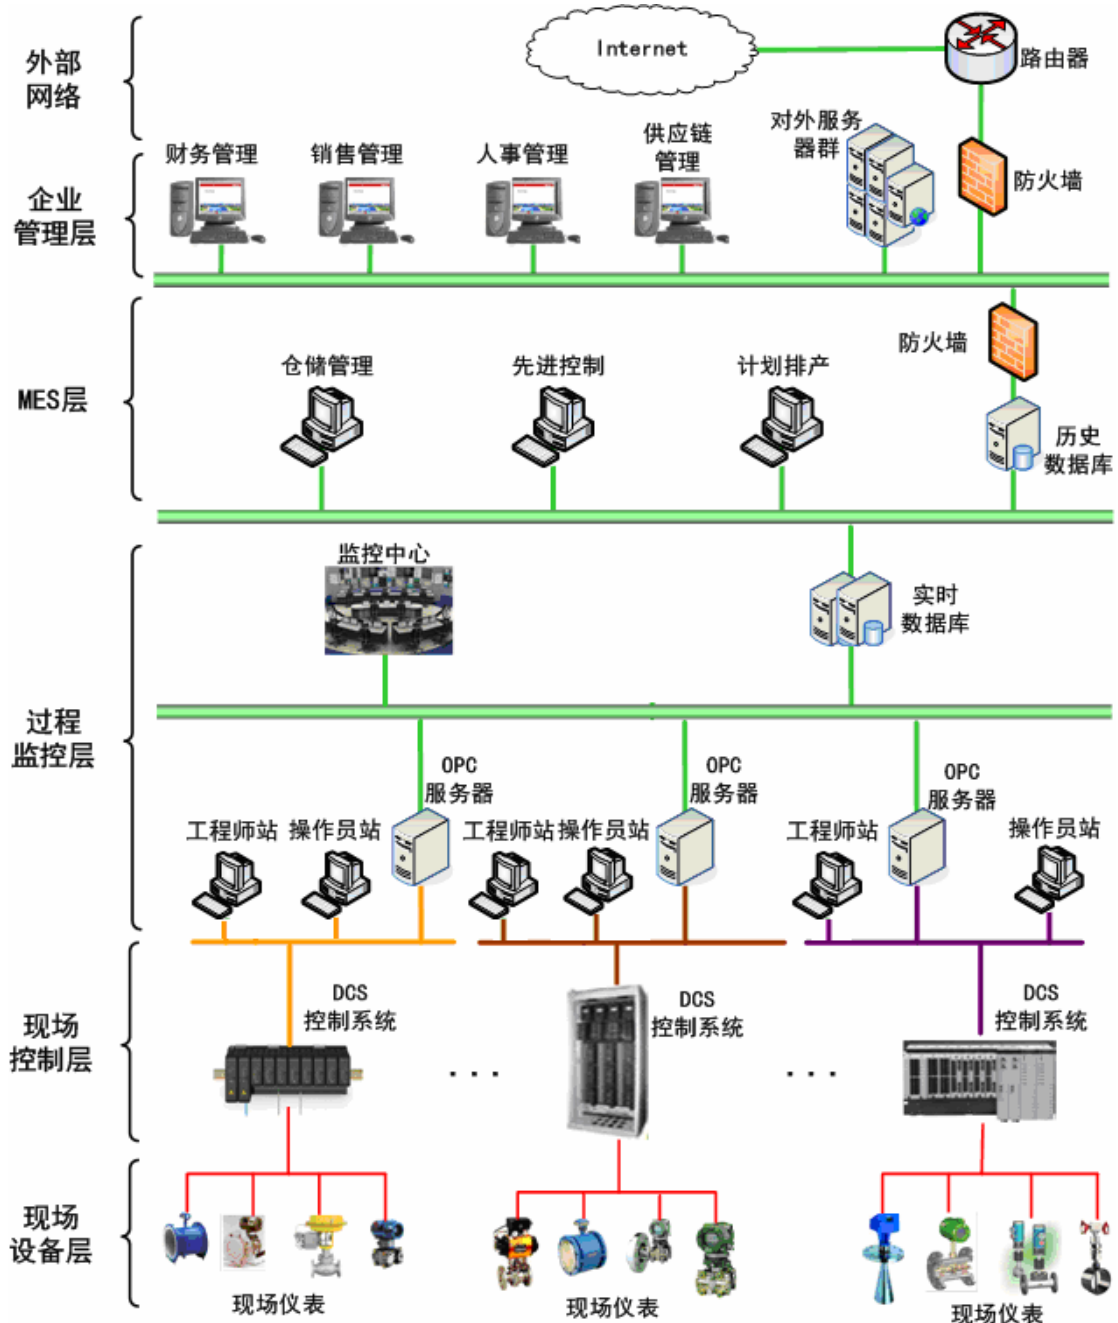 外部
网络
Internet
路由器
企业
管理层
财务管理
销售管理
人事管理
供应链
管理
对外服务
器群
防火墙
MES层
仓储管理
先进控制
计划排产
防火墙
历史
数据库
过程
监控层
监控中心
实时
数据库
OPC
服务器
OPC
服务器
OPC
服务器
工程师站
操作员站
工程师站
操作员站
工程师站
操作员站
现场
控制层
DCS
控制系统
DCS
控制系统
DCS
控制系统
...
...
现场
设备层
现场仪表
现场仪表
现场仪表